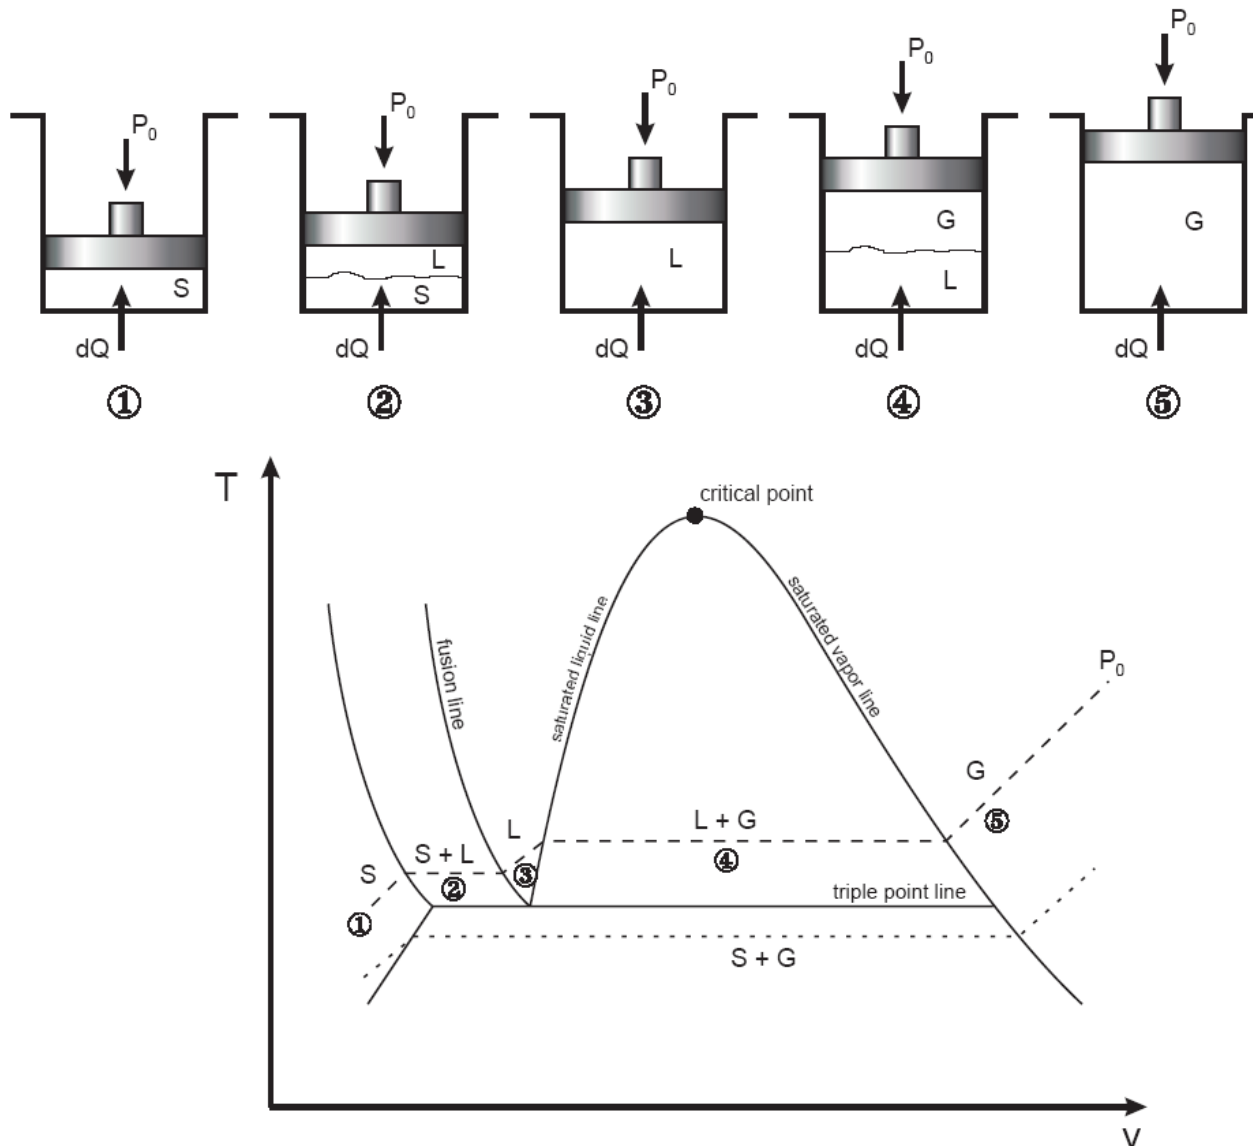 P₀
P₀
P₀
P₀
P₀
S
L
S
L
G
L
G
dQ
dQ
dQ
dQ
dQ
①
②
③
④
⑤
T
critical point
fusion line
saturated liquid line
saturated vapor line
P₀
G
⑤
L
L + G
④
S + L
S
②
③
①
triple point line
S + G
v